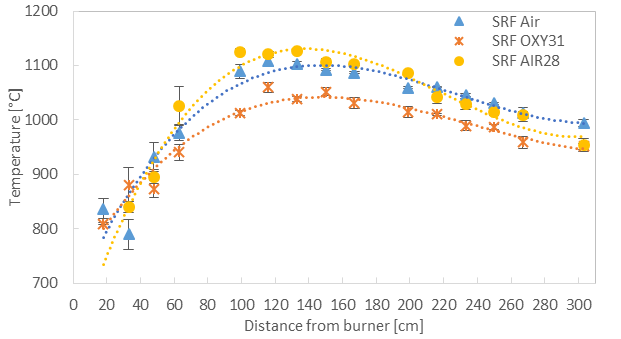 1200
1100
1000
900
800
700
Temperature [°C]
SRF Air
SRF OXY31
SRF AIR28
0 20 40 60 80 100 120 140 160 180 200 220 240 260 280 300
Distance from burner [cm]